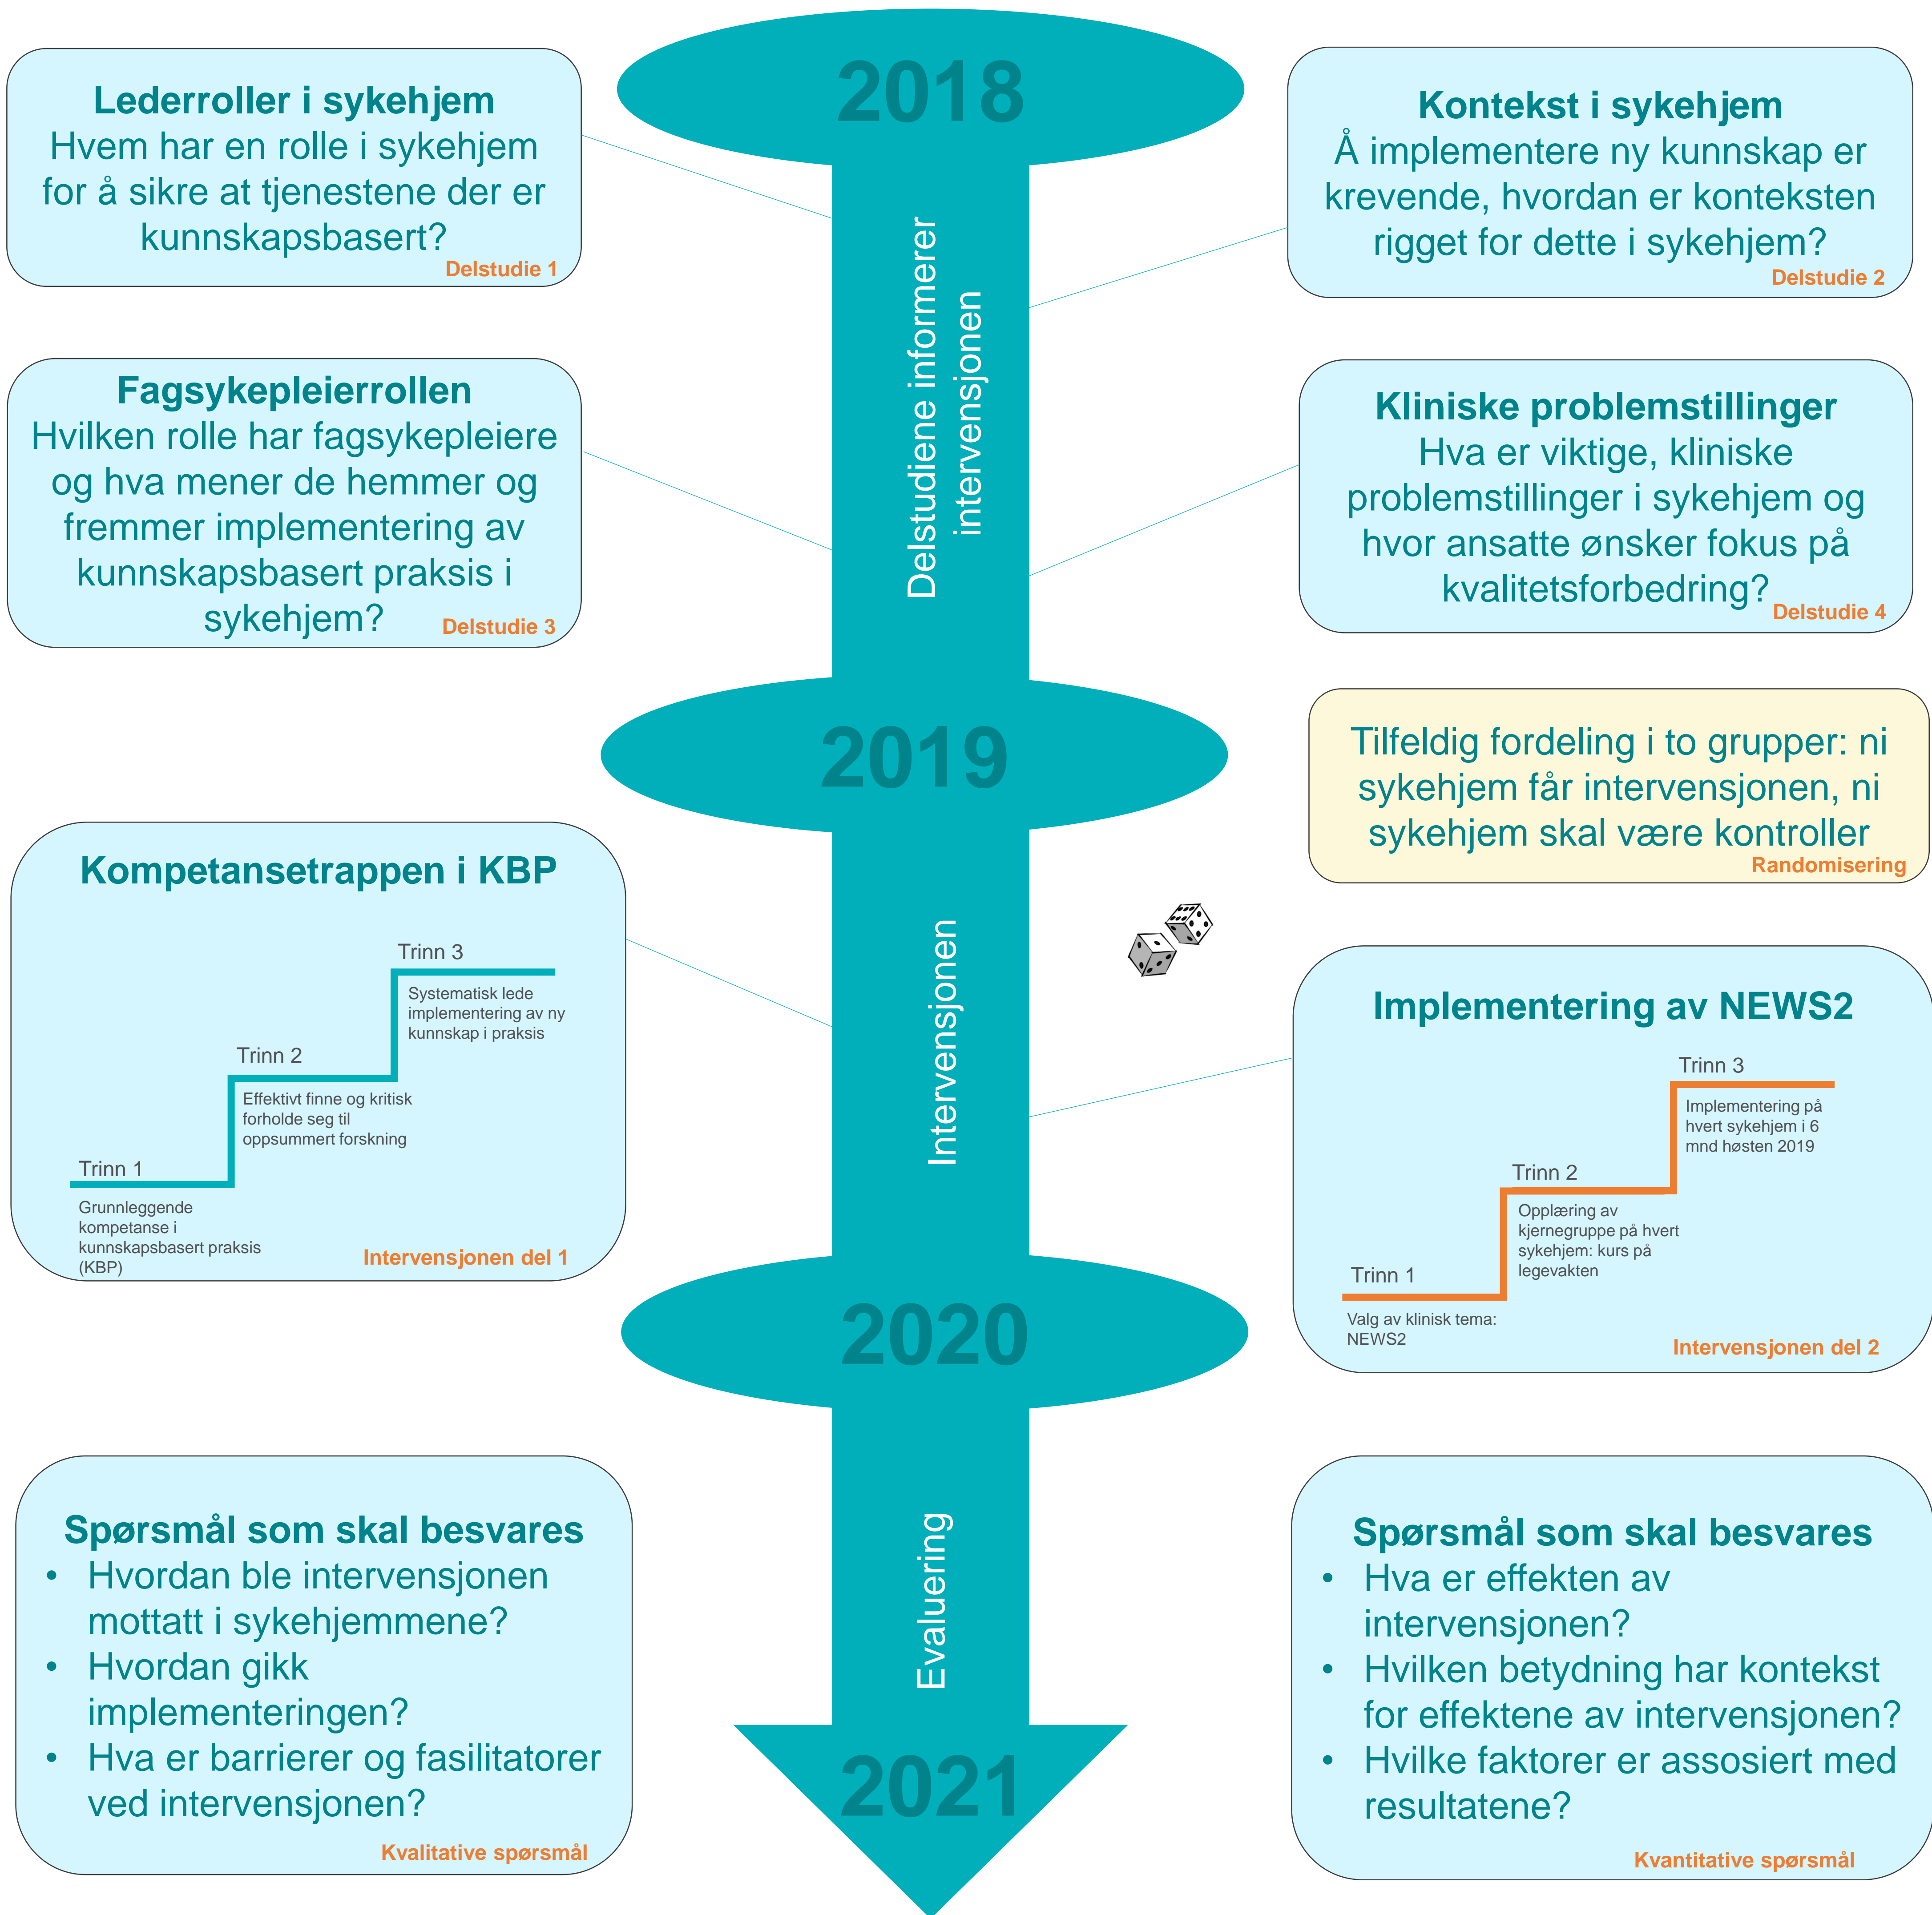 2018
Lederroller i sykehjem
Hvem har en rolle i sykehjem
for å sikre at tjenestene der er
kunnskapsbasert?
Delstudie 1
Kontekst i sykehjem
Å implementere ny kunnskap er
krevende, hvordan er konteksten
rigget for dette i sykehjem?
Delstudie 2
Delstudiene informerer
intervensjonen
Fagsykepleierrollen
Hvilken rolle har fagsykepleiere
og hva mener de hemmer og
fremmer implementering av
kunnskapsbasert praksis i
sykehjem?
Delstudie 3
Kliniske problemstillinger
Hva er viktige, kliniske
problemstillinger i sykehjem og
hvor ansatte ønsker fokus på
kvalitetsforbedring?
Delstudie 4
2019
Tilfeldig fordeling i to grupper: ni
sykehjem får intervensjonen, ni
sykehjem skal være kontroller
Randomisering
Kompetansetrappen i KBP
Trinn 3
Systematisk lede
implementering av ny
kunnskap i praksis
Trinn 2
Effektivt finne og kritisk
forholde seg til
oppsummert forskning
Trinn 1
Grunnleggende
kompetanse i
kunnskapsbasert praksis
(KBP)
Intervensjonen del 1
Intervensjonen
Implementering av NEWS2
Trinn 3
Implementering på
hvert sykehjem i 6
mnd høsten 2019
Trinn 2
Opplæring av
kjernegruppe på hvert
sykehjem: kurs på
legevakten
Trinn 1
Valg av klinisk tema:
NEWS2
Intervensjonen del 2
2020
Spørsmål som skal besvares
• Hvordan ble intervensjonen
mottatt i sykehjemmene?
• Hvordan gikk
implementeringen?
• Hva er barrierer og fasilitatorer
ved intervensjonen?
Kvalitative spørsmål
Evaluering
Spørsmål som skal besvares
• Hva er effekten av
intervensjonen?
• Hvilken betydning har kontekst
for effektene av intervensjonen?
• Hvilke faktorer er assosiert med
resultatene?
Kvantitative spørsmål
2021